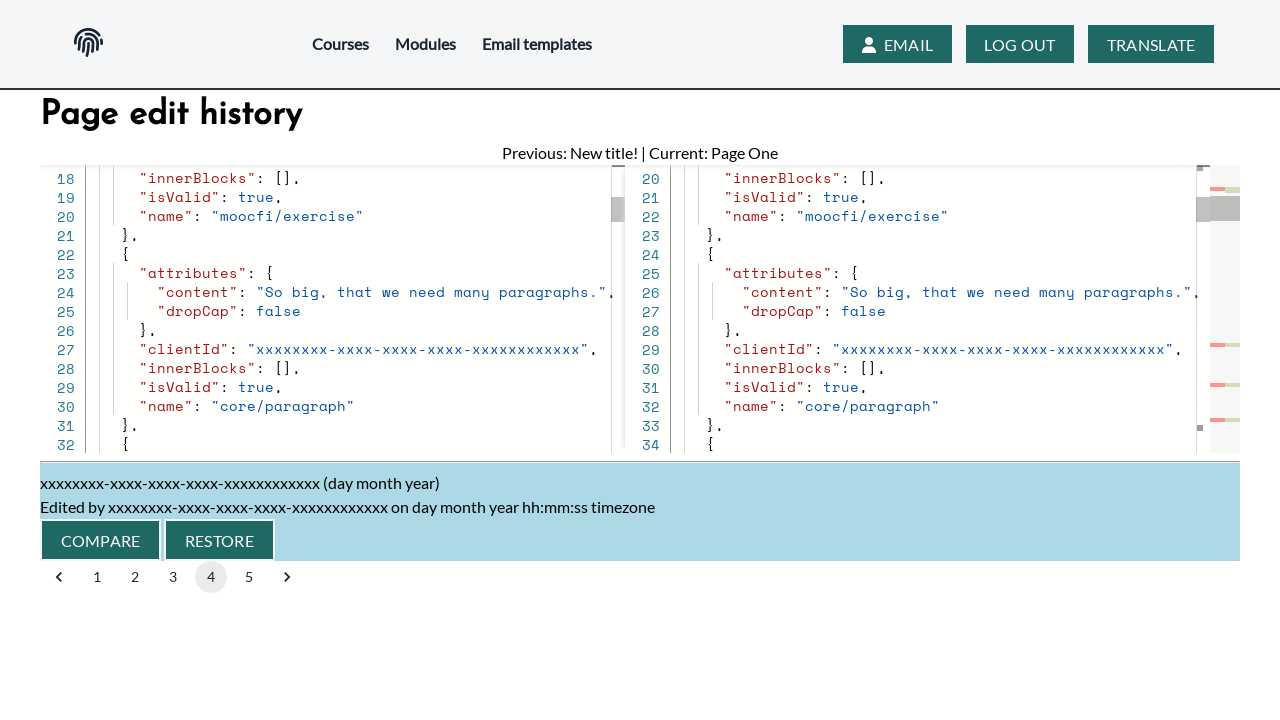 Courses Modules Email templates EMAIL LOG OUT TRANSLATE
Page edit history
Previous: New title! | Current: Page One
18 "innerBlocks": [],
19 "isValid": true,
20 "name": "moocfi/exercise"
21 },
22 {
23 "attributes": {
24 "content": "So big, that we need many paragraphs.",
25 "dropCap": false
26 },
27 "clientId": "xxxxxxxx-xxxx-xxxx-xxxx-xxxxxxxxxxxx",
28 "innerBlocks": [],
29 "isValid": true,
30 "name": "core/paragraph"
31 },
32 {
20 "innerBlocks": [],
21 "isValid": true,
22 "name": "moocfi/exercise"
23 },
24 {
25 "attributes": {
26 "content": "So big, that we need many paragraphs.",
27 "dropCap": false
28 },
29 "clientId": "xxxxxxxx-xxxx-xxxx-xxxx-xxxxxxxxxxxx",
30 "innerBlocks": [],
31 "isValid": true,
32 "name": "core/paragraph"
33 },
34 {
xxxxxxxx-xxxx-xxxx-xxxx-xxxxxxxxxxxx (day month year)
Edited by xxxxxxxx-xxxx-xxxx-xxxx-xxxxxxxxxxxx on day month year hh:mm:ss timezone
COMPARE RESTORE
1 2 3 4 5